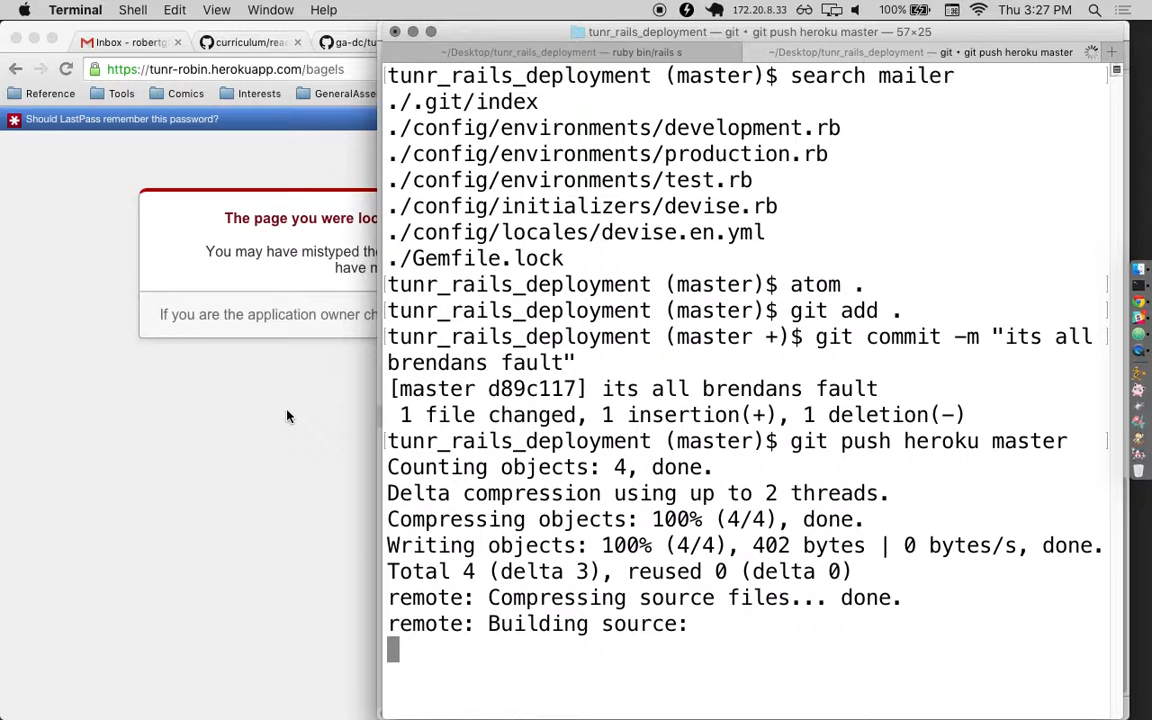 Terminal Shell Edit View Window Help 172.20.8.33 100% Thu 3:27 PM
Inbox - robertg
curriculum/rea
ga-dc/tu
tunr_rails_deployment — git • git push heroku master — 57×25
~/Desktop/tunr_rails_deployment — ruby bin/rails s
~/Desktop/tunr_rails_deployment — git • git push heroku master
https://tunr-robin.herokuapp.com/bagels
Reference Tools Comics Interests GeneralAsse
Should LastPass remember this password?
The page you were loo
You may have mistyped the
have m
If you are the application owner ch
tunr_rails_deployment (master)$ search mailer
./.git/index
./config/environments/development.rb
./config/environments/production.rb
./config/environments/test.rb
./config/initializers/devise.rb
./config/locales/devise.en.yml
./Gemfile.lock
tunr_rails_deployment (master)$ atom .
tunr_rails_deployment (master)$ git add .
tunr_rails_deployment (master +)$ git commit -m "its all
brendans fault"
[master d89c117] its all brendans fault
1 file changed, 1 insertion(+), 1 deletion(-)
tunr_rails_deployment (master)$ git push heroku master
Counting objects: 4, done.
Delta compression using up to 2 threads.
Compressing objects: 100% (4/4), done.
Writing objects: 100% (4/4), 402 bytes | 0 bytes/s, done.
Total 4 (delta 3), reused 0 (delta 0)
remote: Compressing source files... done.
remote: Building source: